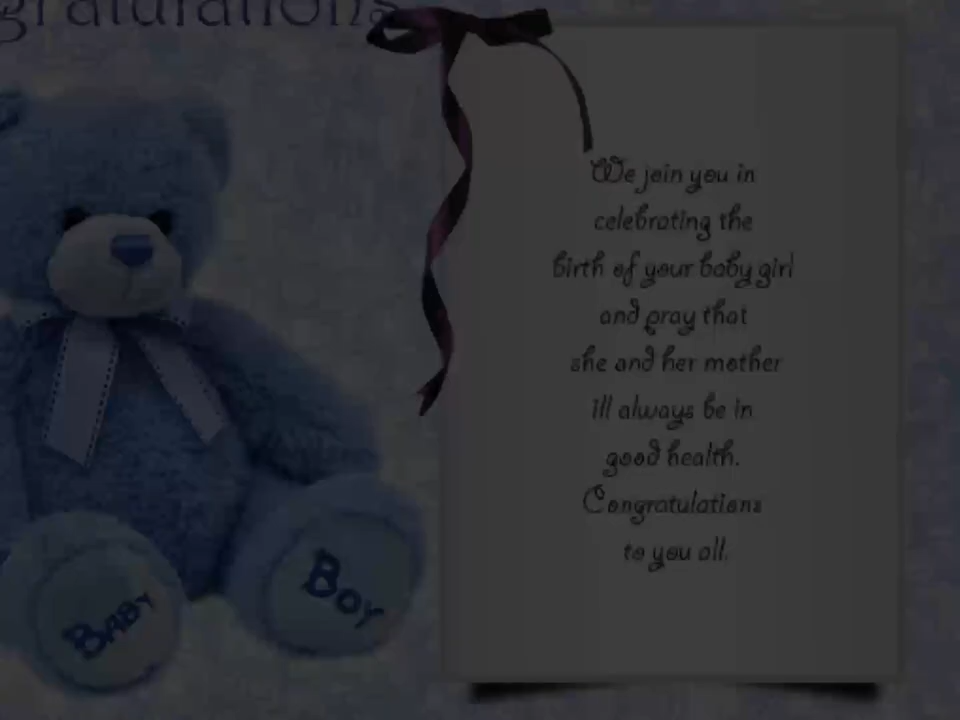 We join you in
celebrating the
birth of your baby girl
and pray that
she and her mother
ill always be in
good health.
Congratulations
to you all.
BABY
BOY